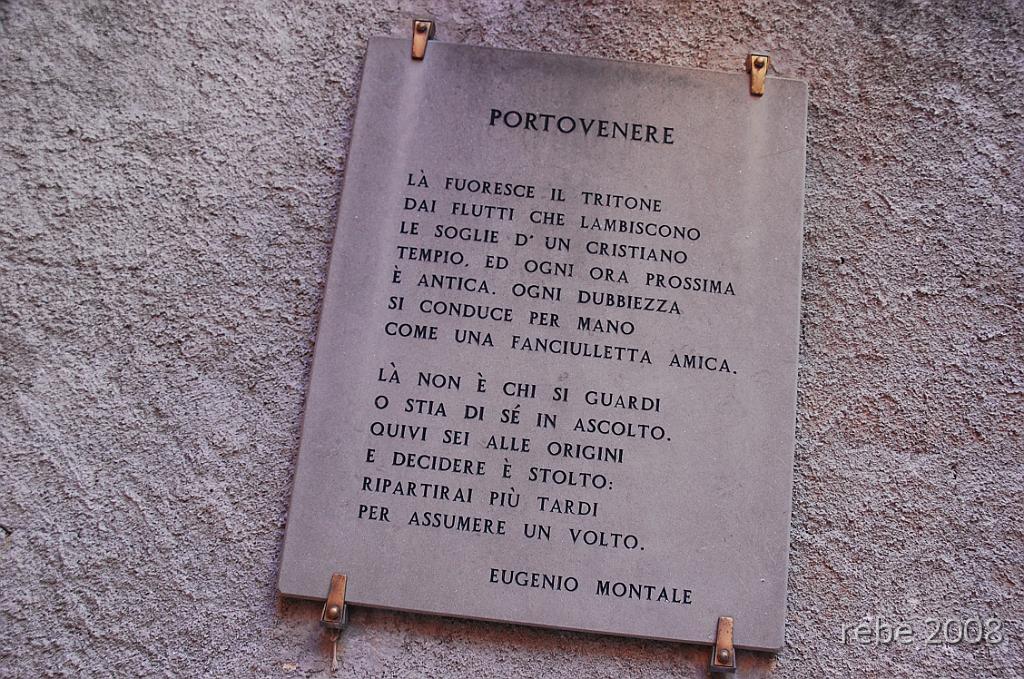 PORTOVENERE
LÀ FUORESCE IL TRITONE
DAI FLUTTI CHE LAMBISCONO
LE SOGLIE D' UN CRISTIANO
TEMPIO, ED OGNI ORA PROSSIMA
È ANTICA. OGNI DUBBIEZZA
SI CONDUCE PER MANO
COME UNA FANCIULLETTA AMICA.
LÀ NON È CHI SI GUARDI
O STIA DI SÉ IN ASCOLTO.
QUIVI SEI ALLE ORIGINI
E DECIDERE È STOLTO:
RIPARTIRAI PIÙ TARDI
PER ASSUMERE UN VOLTO.
EUGENIO MONTALE
rebe 2008